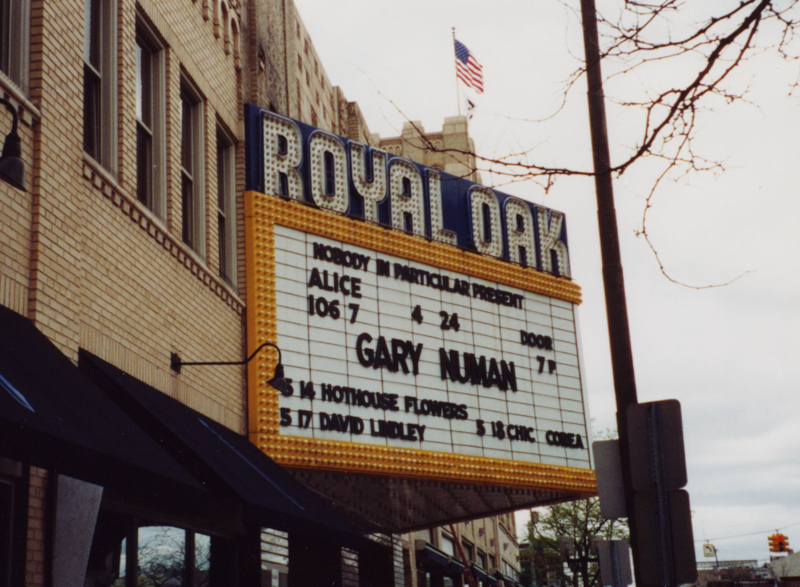 ROYAL OAK
NOBODY IN PARTICULAR PRESENT
ALICE
106 7 4 24 DOOR
7 P
GARY NUMAN
5 14 HOTHOUSE FLOWERS
5 17 DAVID LINDLEY 5 18 CHIC COREA